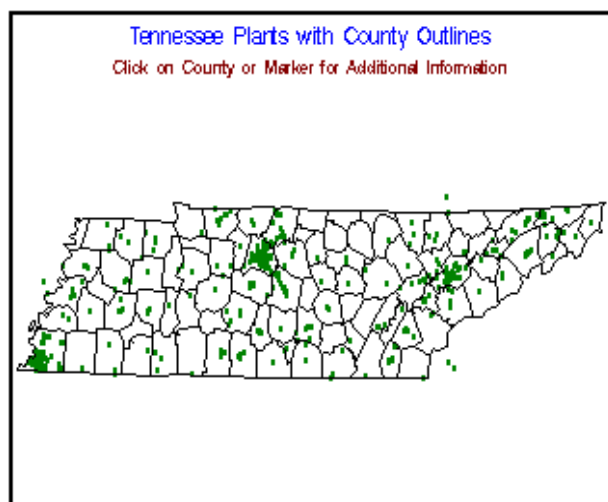 Tennessee Plants with County Outlines
Click on County or Marker for Additional Information